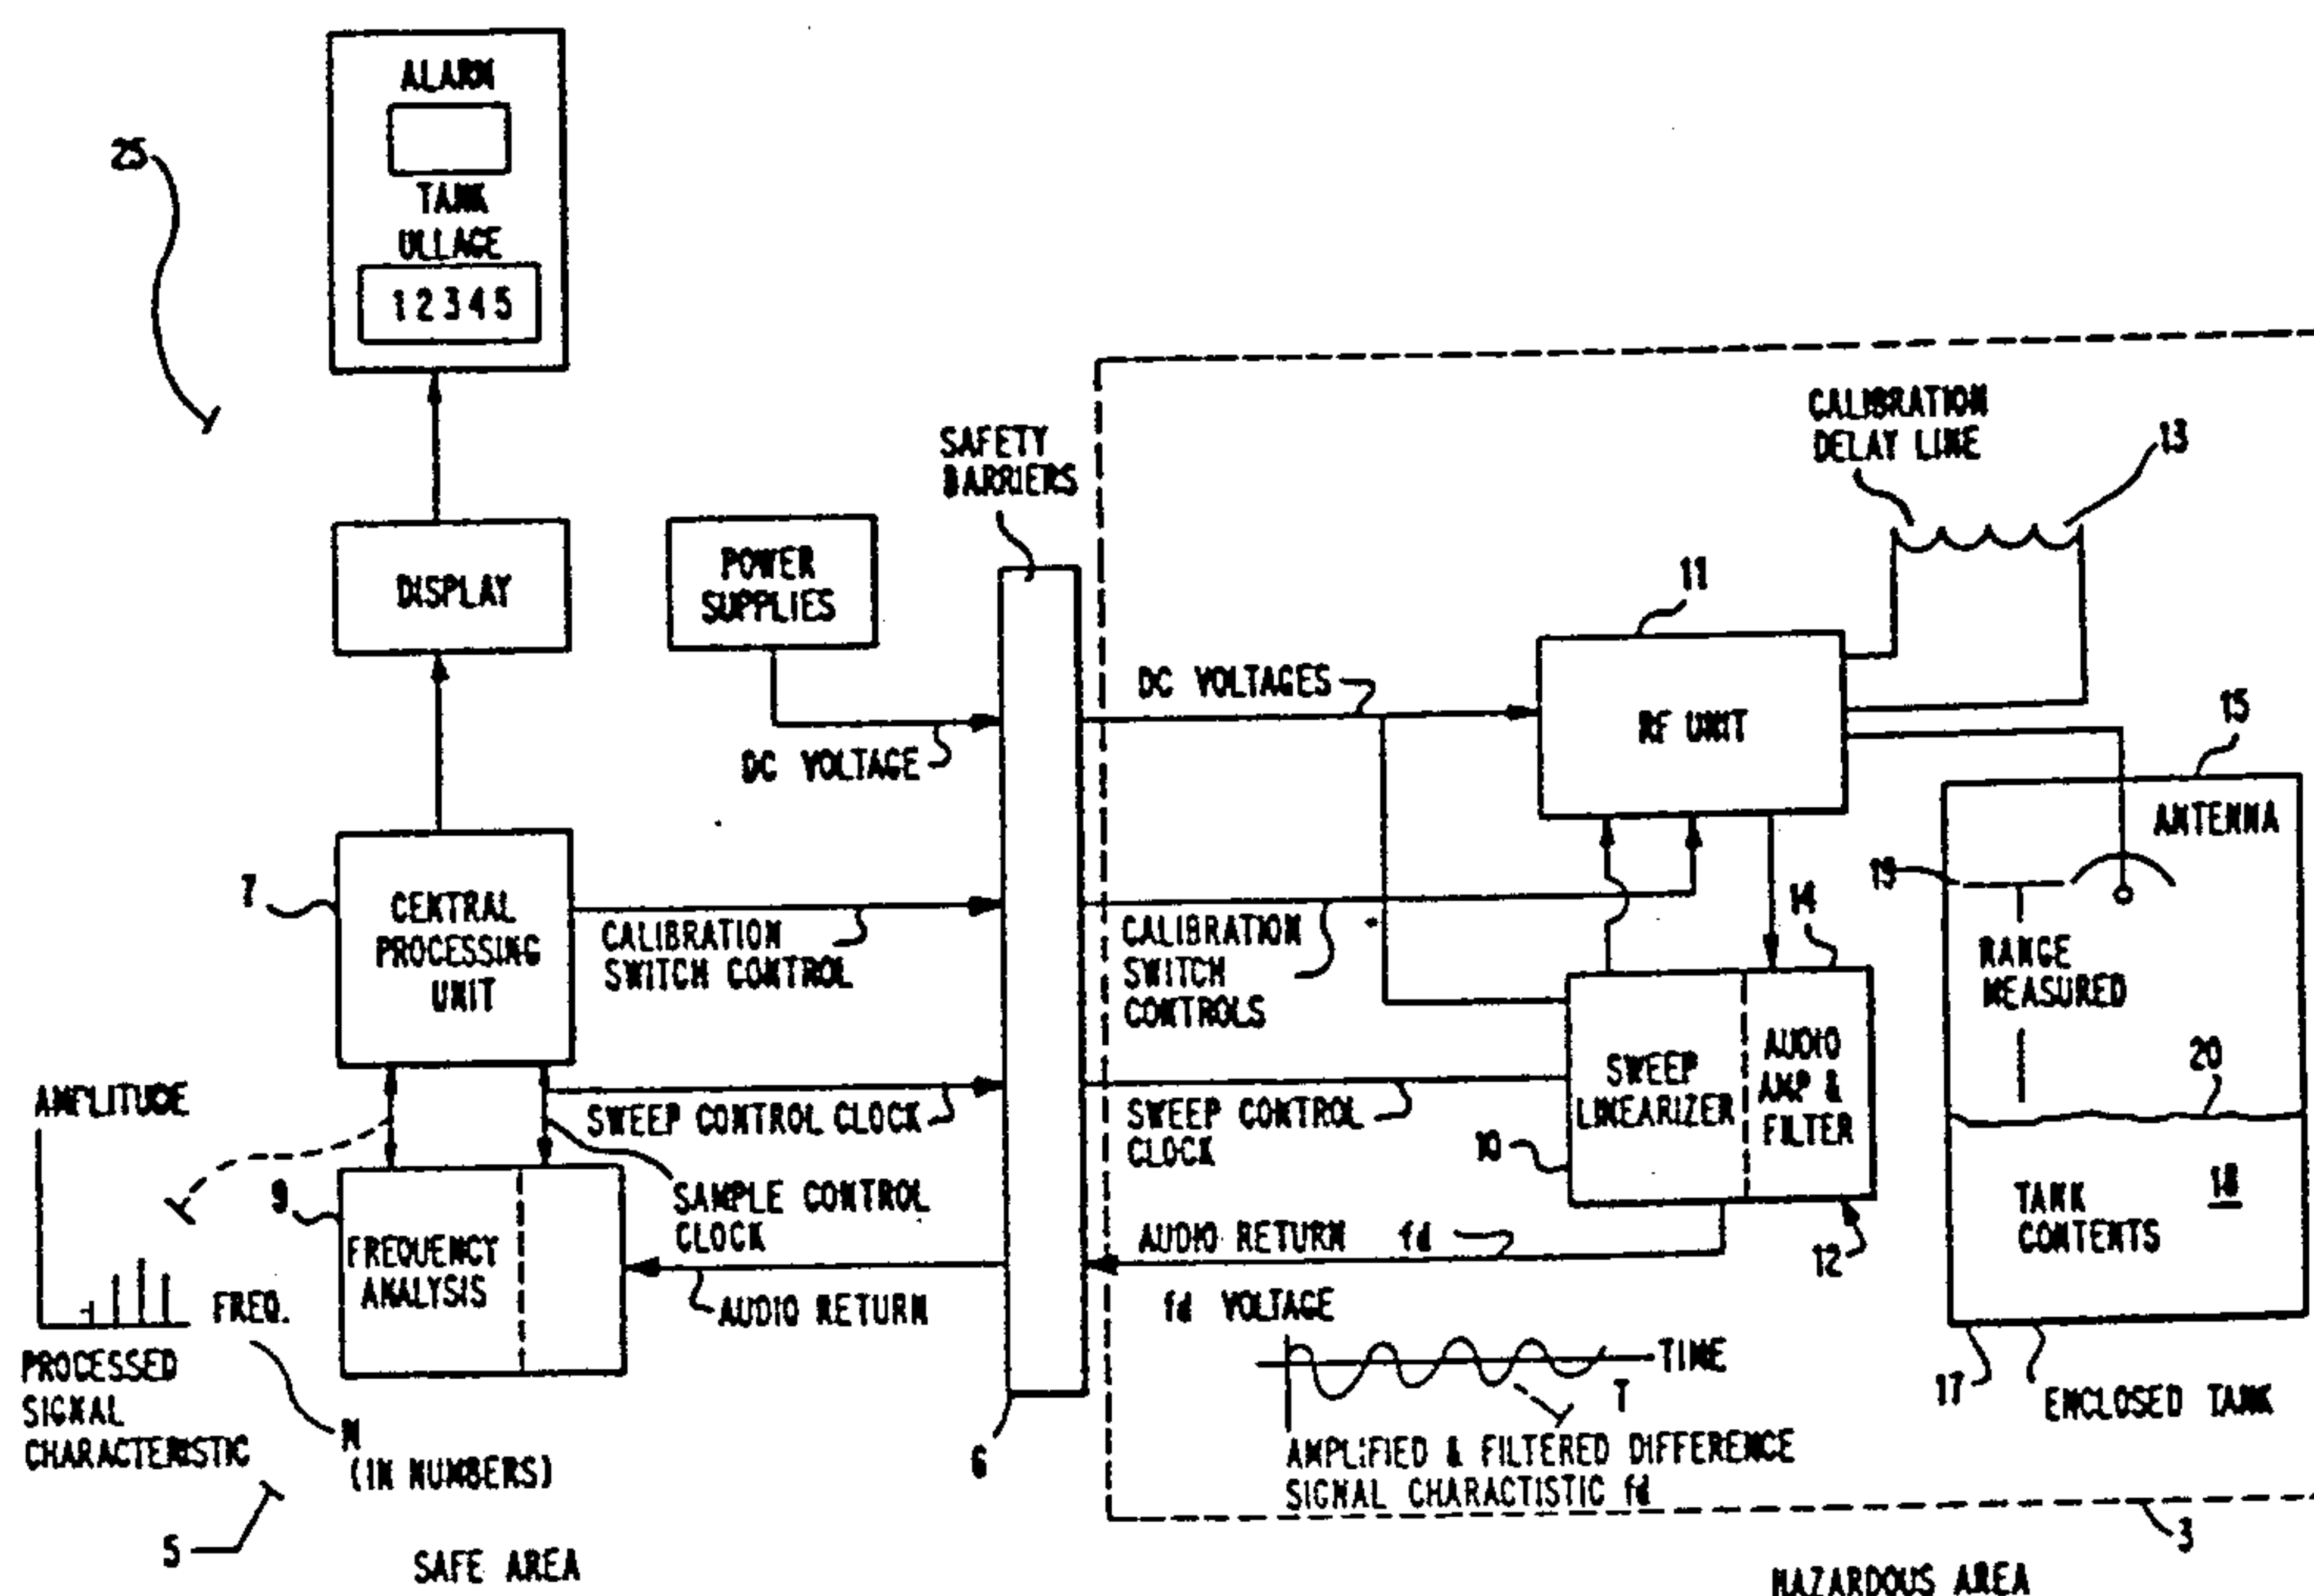 ALARM
TANK
ULLAGE
12345
25
DISPLAY
POWER
SUPPLIES
DC VOLTAGE
SAFETY
BARRIERS
7
CENTRAL
PROCESSING
UNIT
CALIBRATION
SWITCH CONTROL
SWEEP CONTROL CLOCK
SAMPLE CONTROL
CLOCK
AUDIO RETURN
9
FREQUENCY
ANALYSIS
AMPLITUDE
FREQ.
PROCESSED
SIGNAL
CHARACTERISTIC
N
(IN NUMBERS)
5
SAFE AREA
6
DC VOLTAGES
CALIBRATION
SWITCH
CONTROLS
SWEEP CONTROL
CLOCK
AUDIO RETURN fd
fd VOLTAGE
TIME
T
AMPLIFIED & FILTERED DIFFERENCE
SIGNAL CHARACTISTIC fd
11
RF UNIT
CALIBRATION
DELAY LINE
13
10
SWEEP
LINEARIZER
14
AUDIO
AMP &
FILTER
12
15
ANTENNA
19
RANGE
MEASURED
20
18
TANK
CONTENTS
17
ENCLOSED TANK
3
HAZARDOUS AREA